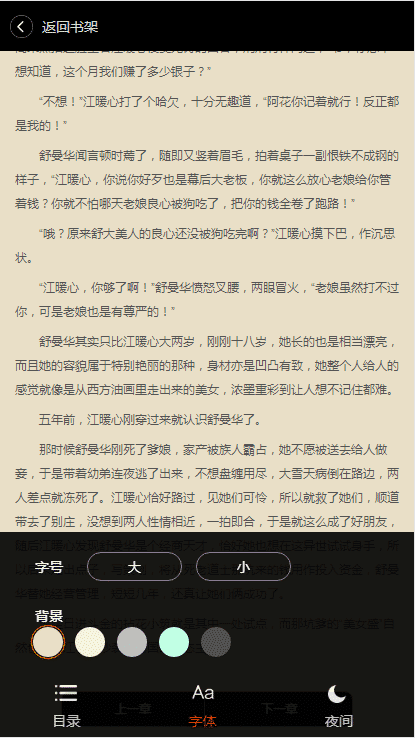 返回书架
想知道，这个月我们赚了多少银子？”
“不想！”江暖心打了个哈欠，十分无趣道，“阿花你记着就行！反正都
是我的！”
舒曼华闻言顿时蔫了，随即又竖着眉毛，拍着桌子一副恨铁不成钢的
样子，“江暖心，你说你好歹也是幕后大老板，你就这么放心老娘给你管
着钱？你就不怕哪天老娘良心被狗吃了，把你的钱全卷了跑路！”
“哦？原来舒大美人的良心还没被狗吃完啊？”江暖心摸下巴，作沉思
状。
“江暖心，你够了啊！”舒曼华愤怒叉腰，两眼冒火，“老娘虽然打不过
你，可是老娘也是有尊严的！”
舒曼华其实只比江暖心大两岁，刚刚十八岁，她长的也是相当漂亮，
而且她的容貌属于特别艳丽的那种，身材亦是凹凸有致，她整个人给人的
感觉就像是从西方油画里走出来的美女，浓墨重彩到让人想不记住都难。
五年前，江暖心刚穿过来就认识舒曼华了。
那时候舒曼华刚死了爹娘，家产被族人霸占，她不愿被送去给人做
妾，于是带着幼弟连夜逃了出来，不想盘缠用尽，大雪天病倒在路边，两
人差点就冻死了。江暖心恰好路过，见她们可怜，所以就救了她们，顺道
带去了别庄，没想到两人性情相近，一拍即合，于是就这么成了好朋友，
字号
大
小
背景
上一章
下一章
目录
Aa
字体
夜间